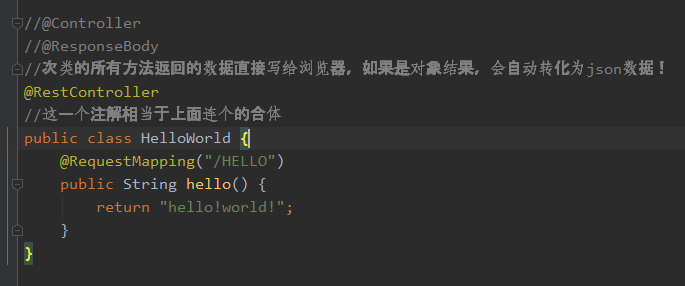 //@Controller
//@ResponseBody
//次类的所有方法返回的数据直接写给浏览器，如果是对象结果，会自动转化为json数据！
@RestController
//这一个注解相当于上面连个的合体
public class HelloWorld {
@RequestMapping("/HELLO")
public String hello() {
return "hello!world!";
}
}